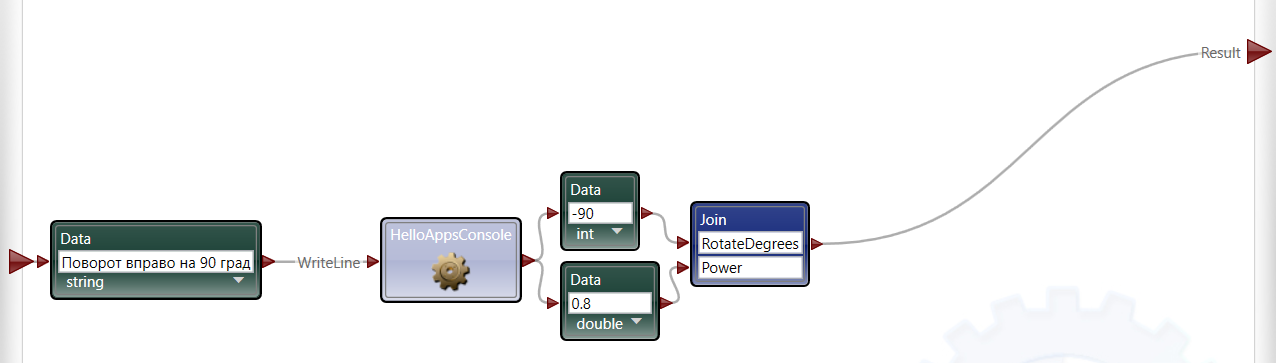 Result
Data
Поворот вправо на 90 град
string
WriteLine
HelloAppsConsole
Data
-90
int
Data
0.8
double
Join
RotateDegrees
Power